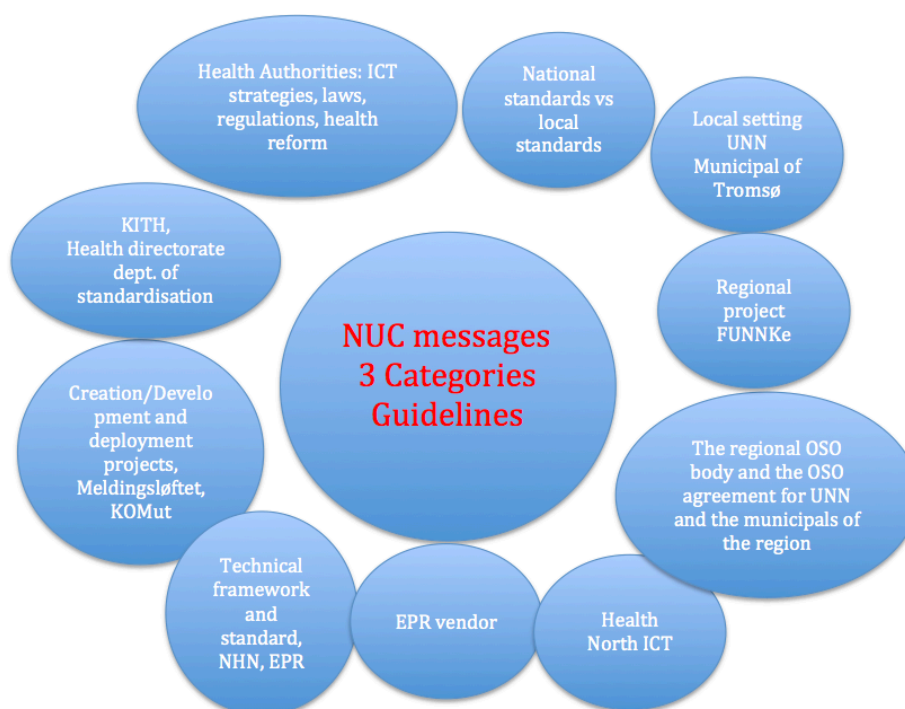 Health Authorities: ICT
strategies, laws,
regulations, health
reform
National
standards vs
local
standards
Local setting
UNN
Municipal of
Tromsø
KITH,
Health directorate
dept. of
standardisation
Regional
project
FUNNKe
NUC messages
3 Categories
Guidelines
Creation/Develo
pment and
deployment
projects,
Meldingsløftet,
KOMut
The regional OSO
body and the OSO
agreement for UNN
and the municipals of
the region
Technical
framework
and
standard,
NHN, EPR
EPR vendor
Health
North ICT